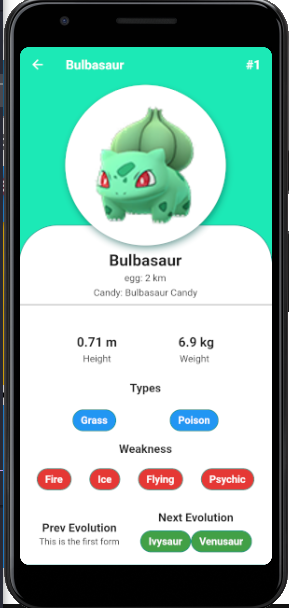 Bulbasaur #1
Bulbasaur
egg: 2 km
Candy: Bulbasaur Candy
0.71 m 6.9 kg
Height Weight
Types
Grass Poison
Weakness
Fire Ice Flying Psychic
Prev Evolution
This is the first form
Next Evolution
Ivysaur Venusaur